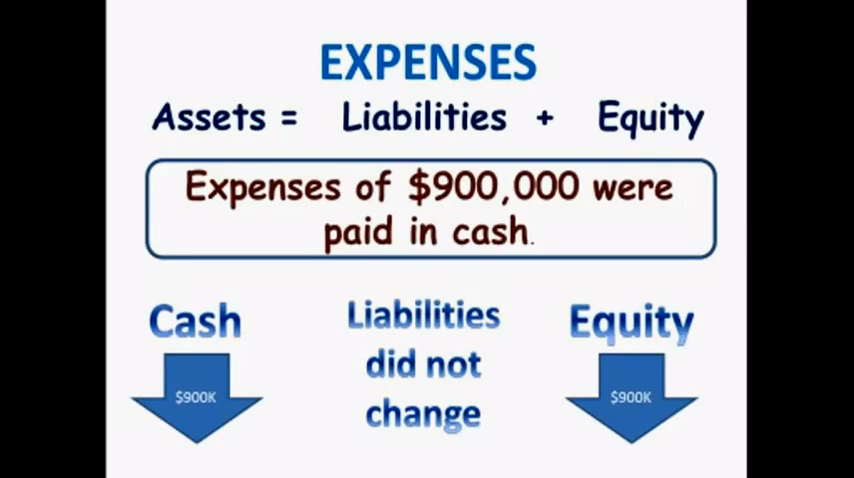 EXPENSES
Assets = Liabilities + Equity
Expenses of $900,000 were
paid in cash.
Cash
$900K
Liabilities
did not
change
Equity
$900K